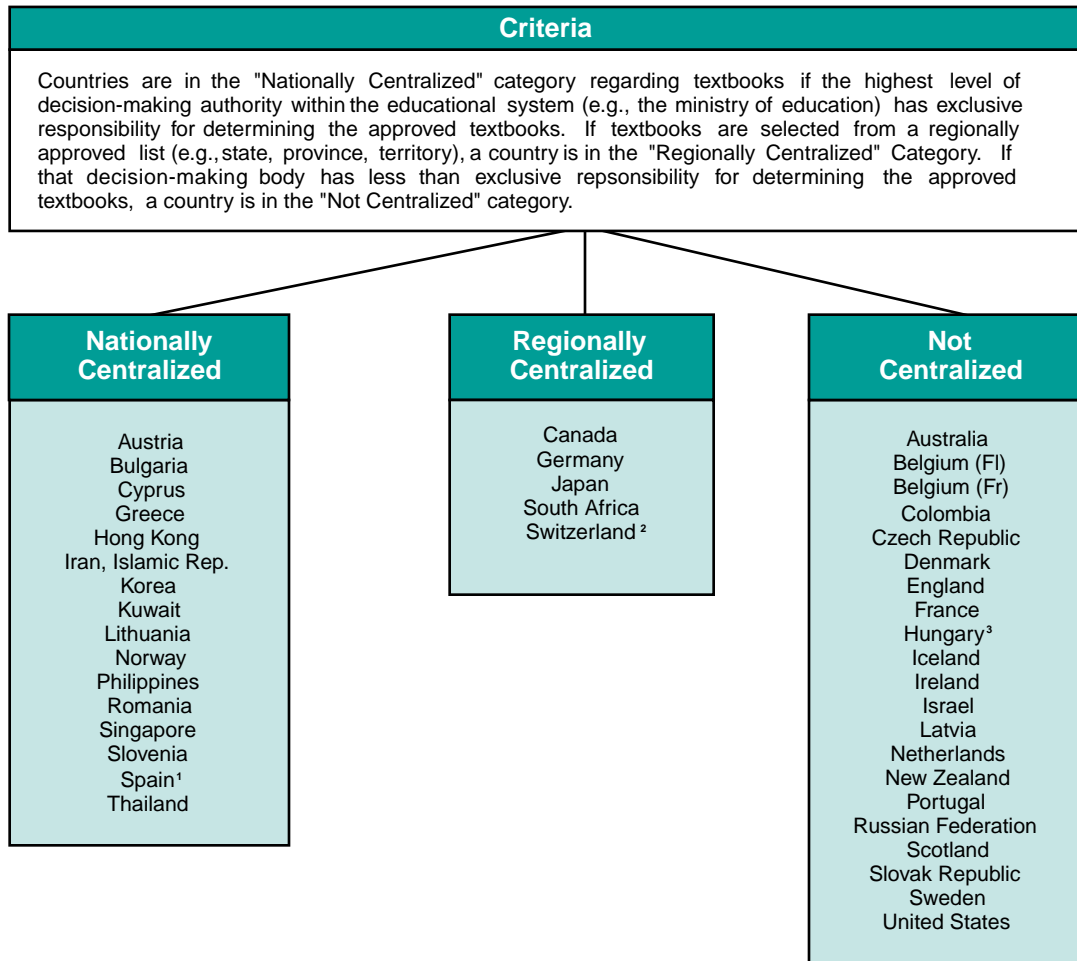 Criteria
Countries are in the "Nationally Centralized" category regarding textbooks if the highest level of
decision-making authority within the educational system (e.g., the ministry of education) has exclusive
responsibility for determining the approved textbooks. If textbooks are selected from a regionally
approved list (e.g., state, province, territory), a country is in the "Regionally Centralized" Category. If
that decision-making body has less than exclusive repsonsibility for determining the approved
textbooks, a country is in the "Not Centralized" category.
Nationally
Centralized
Austria
Bulgaria
Cyprus
Greece
Hong Kong
Iran, Islamic Rep.
Korea
Kuwait
Lithuania
Norway
Philippines
Romania
Singapore
Slovenia
Spain¹
Thailand
Regionally
Centralized
Canada
Germany
Japan
South Africa
Switzerland ²
Not
Centralized
Australia
Belgium (Fl)
Belgium (Fr)
Colombia
Czech Republic
Denmark
England
France
Hungary³
Iceland
Ireland
Israel
Latvia
Netherlands
New Zealand
Portugal
Russian Federation
Scotland
Slovak Republic
Sweden
United States